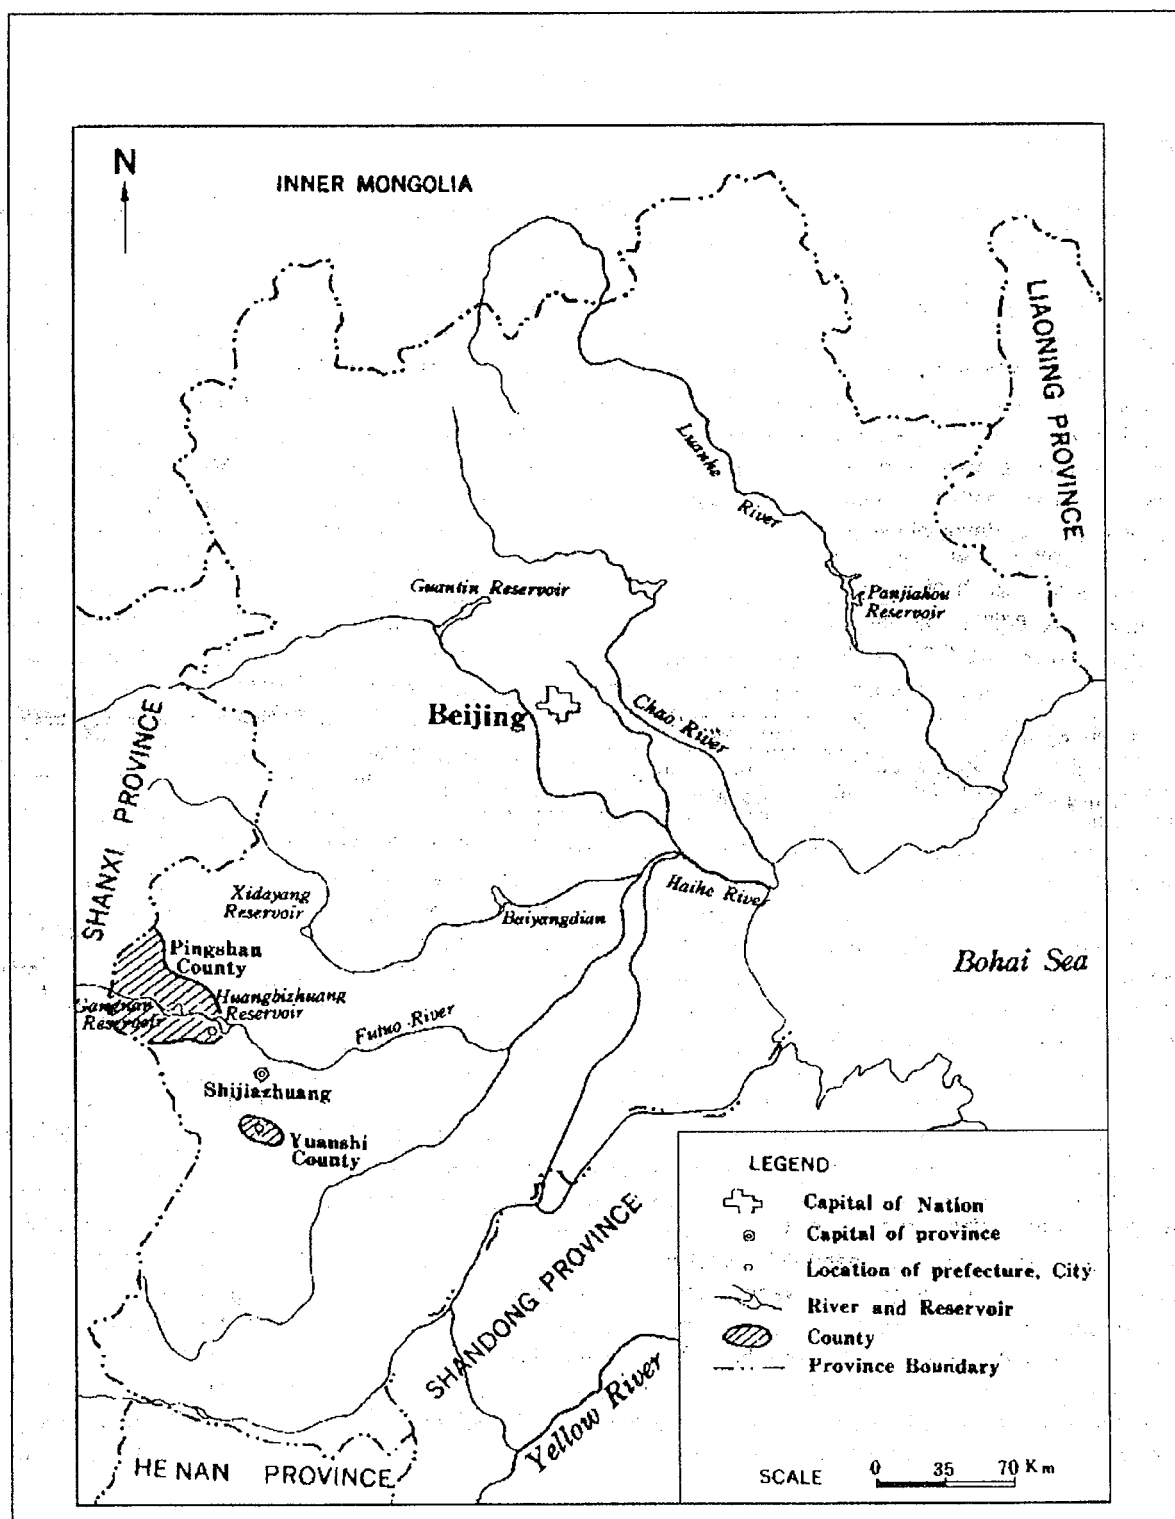 N
INNER MONGOLIA
LIAONING PROVINCE
Luanhe
River
Guantin Reservoir
Panjiahou
Reservoir
Beijing
Chao River
SHANXI PROVINCE
Xidayang
Reservoir
Haihe River
Baiyangdian
Pingshan
County
Bohai Sea
Huangbizhuang
Reservoir
Gangnan
Reservoir
Futuo River
Shijiazhuang
Yuanshi
County
SHANDONG PROVINCE
Yellow River
HE NAN PROVINCE
LEGEND
Capital of Nation
Capital of province
Location of prefecture, City
River and Reservoir
County
Province Boundary
SCALE 0 35 70 Km